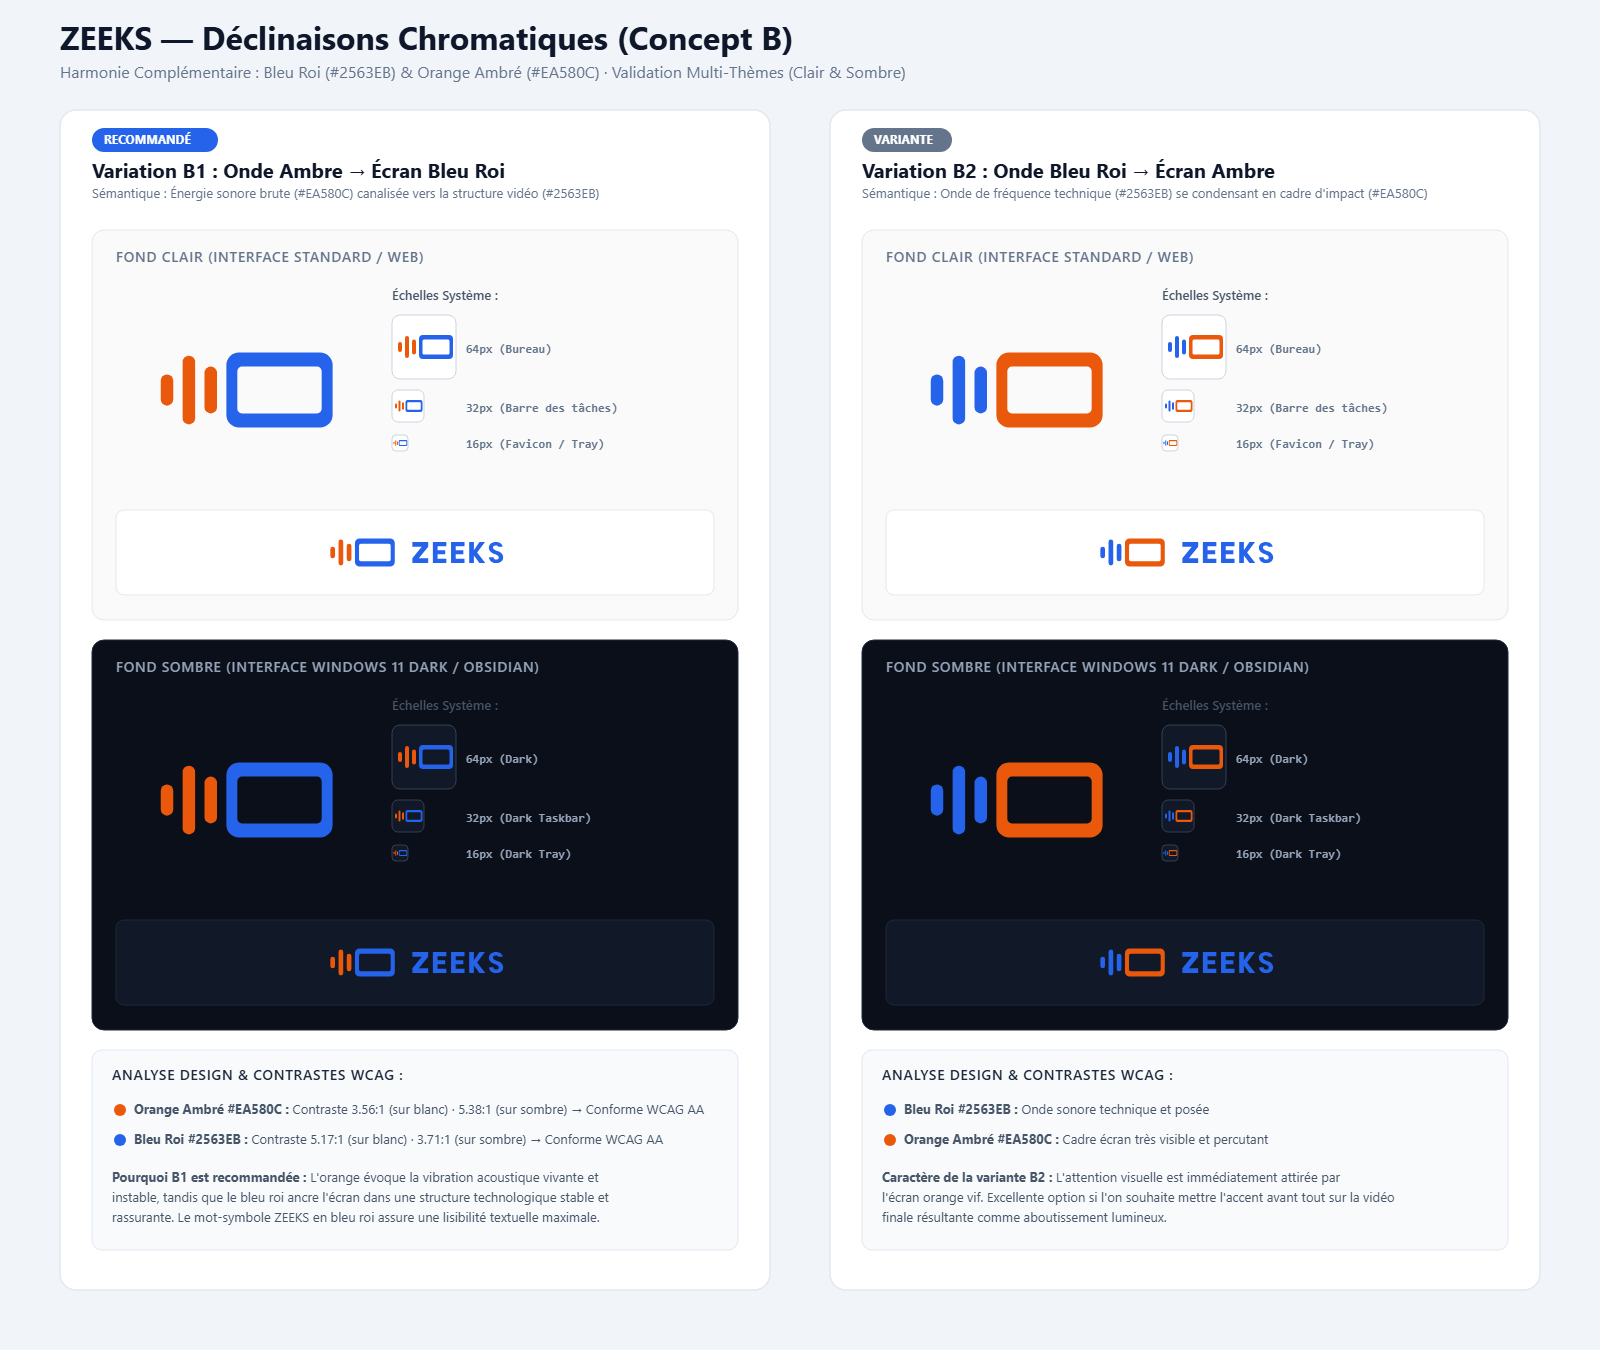 ZEEKS — Déclinaisons Chromatiques (Concept B)
Harmonie Complémentaire : Bleu Roi (#2563EB) & Orange Ambré (#EA580C) · Validation Multi-Thèmes (Clair & Sombre)
RECOMMANDÉ
Variation B1 : Onde Ambre → Écran Bleu Roi
Sémantique : Énergie sonore brute (#EA580C) canalisée vers la structure vidéo (#2563EB)
FOND CLAIR (INTERFACE STANDARD / WEB)
Échelles Système :
64px (Bureau)
32px (Barre des tâches)
16px (Favicon / Tray)
ZEEKS
FOND SOMBRE (INTERFACE WINDOWS 11 DARK / OBSIDIAN)
Échelles Système :
64px (Dark)
32px (Dark Taskbar)
16px (Dark Tray)
ZEEKS
ANALYSE DESIGN & CONTRASTES WCAG :
Orange Ambré #EA580C : Contraste 3.56:1 (sur blanc) · 5.38:1 (sur sombre) → Conforme WCAG AA
Bleu Roi #2563EB : Contraste 5.17:1 (sur blanc) · 3.71:1 (sur sombre) → Conforme WCAG AA
Pourquoi B1 est recommandée : L'orange évoque la vibration acoustique vivante et
instable, tandis que le bleu roi ancre l'écran dans une structure technologique stable et
rassurante. Le mot-symbole ZEEKS en bleu roi assure une lisibilité textuelle maximale.
VARIANTE
Variation B2 : Onde Bleu Roi → Écran Ambre
Sémantique : Onde de fréquence technique (#2563EB) se condensant en cadre d'impact (#EA580C)
FOND CLAIR (INTERFACE STANDARD / WEB)
Échelles Système :
64px (Bureau)
32px (Barre des tâches)
16px (Favicon / Tray)
ZEEKS
FOND SOMBRE (INTERFACE WINDOWS 11 DARK / OBSIDIAN)
Échelles Système :
64px (Dark)
32px (Dark Taskbar)
16px (Dark Tray)
ZEEKS
ANALYSE DESIGN & CONTRASTES WCAG :
Bleu Roi #2563EB : Onde sonore technique et posée
Orange Ambré #EA580C : Cadre écran très visible et percutant
Caractère de la variante B2 : L'attention visuelle est immédiatement attirée par
l'écran orange vif. Excellente option si l'on souhaite mettre l'accent avant tout sur la vidéo
finale résultante comme aboutissement lumineux.